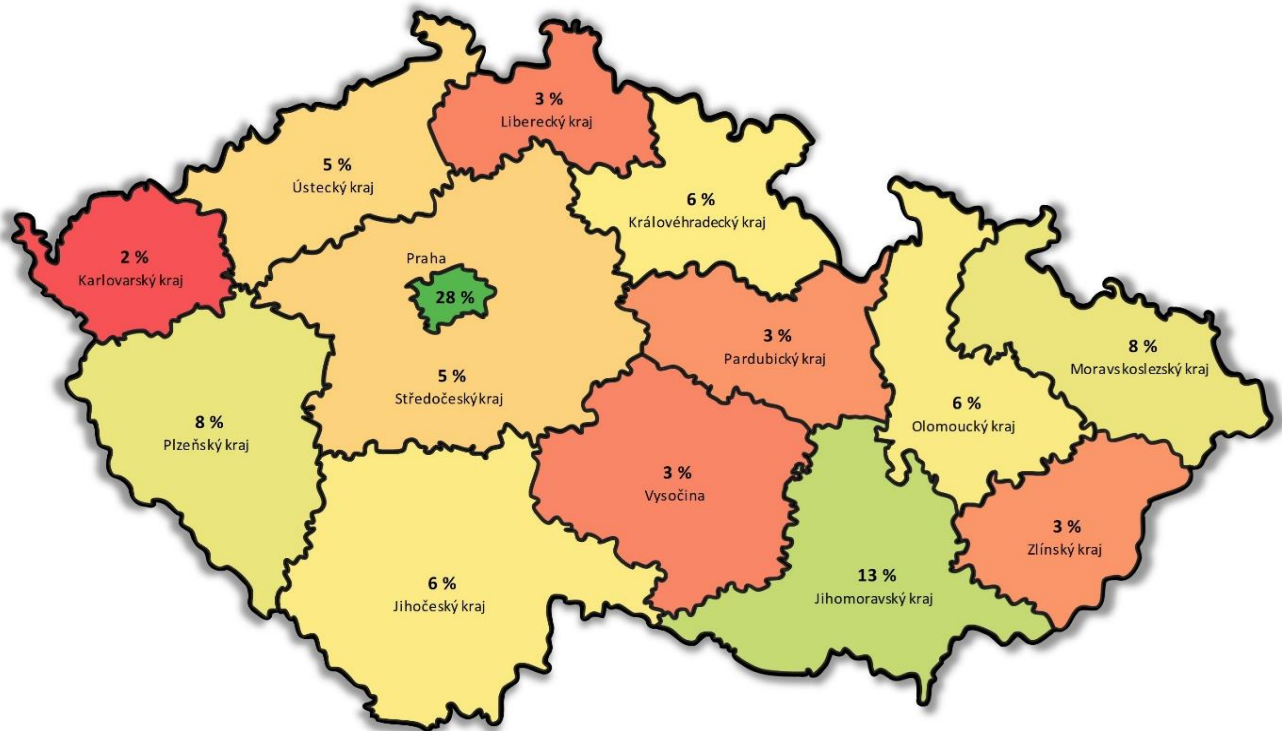 3 %
Liberecký kraj
5 %
Ústecký kraj
6 %
Královéhradecký kraj
2 %
Karlovarský kraj
Praha
28 %
3 %
Pardubický kraj
8 %
Moravskoslezský kraj
5 %
Středočeský kraj
6 %
Olomoucký kraj
8 %
Plzeňský kraj
3 %
Vysočina
3 %
Zlínský kraj
13 %
Jihomoravský kraj
6 %
Jihočeský kraj